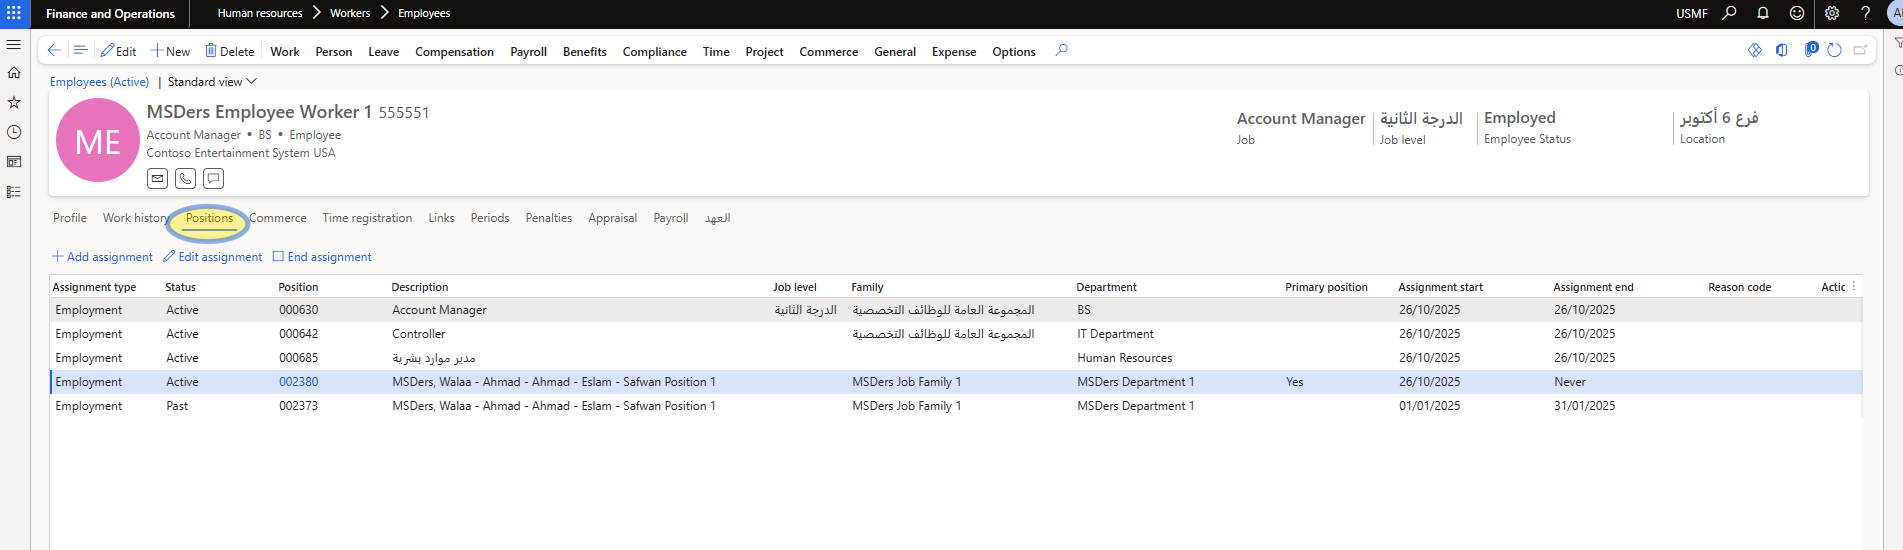 Finance and Operations Human resources Workers Employees USMF
Edit New Delete Work Person Leave Compensation Payroll Benefits Compliance Time Project Commerce General Expense Options 0
Employees (Active) | Standard view
ME
MSDers Employee Worker 1 555551
Account Manager • BS • Employee
Contoso Entertainment System USA
Account Manager
Job
الدرجة الثانية
Job level
Employed
Employee Status
فرع 6 أكتوبر
Location
Profile Work history Positions Commerce Time registration Links Periods Penalties Appraisal Payroll العهد
Add assignment Edit assignment End assignment
Assignment type Status Position Description Job level Family Department Primary position Assignment start Assignment end Reason code Actic
Employment Active 000630 Account Manager الدرجة الثانية المجموعة العامة للوظائف التخصصية BS 26/10/2025 26/10/2025
Employment Active 000642 Controller المجموعة العامة للوظائف التخصصية IT Department 26/10/2025 26/10/2025
Employment Active 000685 مدير موارد بشرية Human Resources 26/10/2025 26/10/2025
Employment Active 002380 MSDers, Walaa - Ahmad - Ahmad - Eslam - Safwan Position 1 MSDers Job Family 1 MSDers Department 1 Yes 26/10/2025 Never
Employment Past 002373 MSDers, Walaa - Ahmad - Ahmad - Eslam - Safwan Position 1 MSDers Job Family 1 MSDers Department 1 01/01/2025 31/01/2025